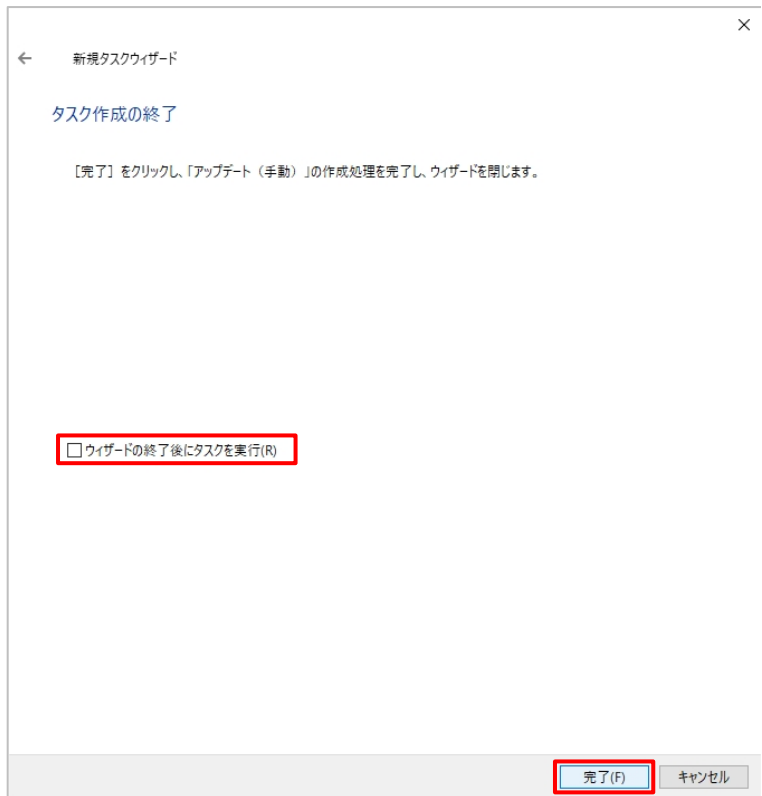 新規タスクウィザード
タスク作成の終了
［完了］をクリックし、「アップデート（手動）」の作成処理を完了し、ウィザードを閉じます。
ウィザードの終了後にタスクを実行(R)
完了(F) キャンセル